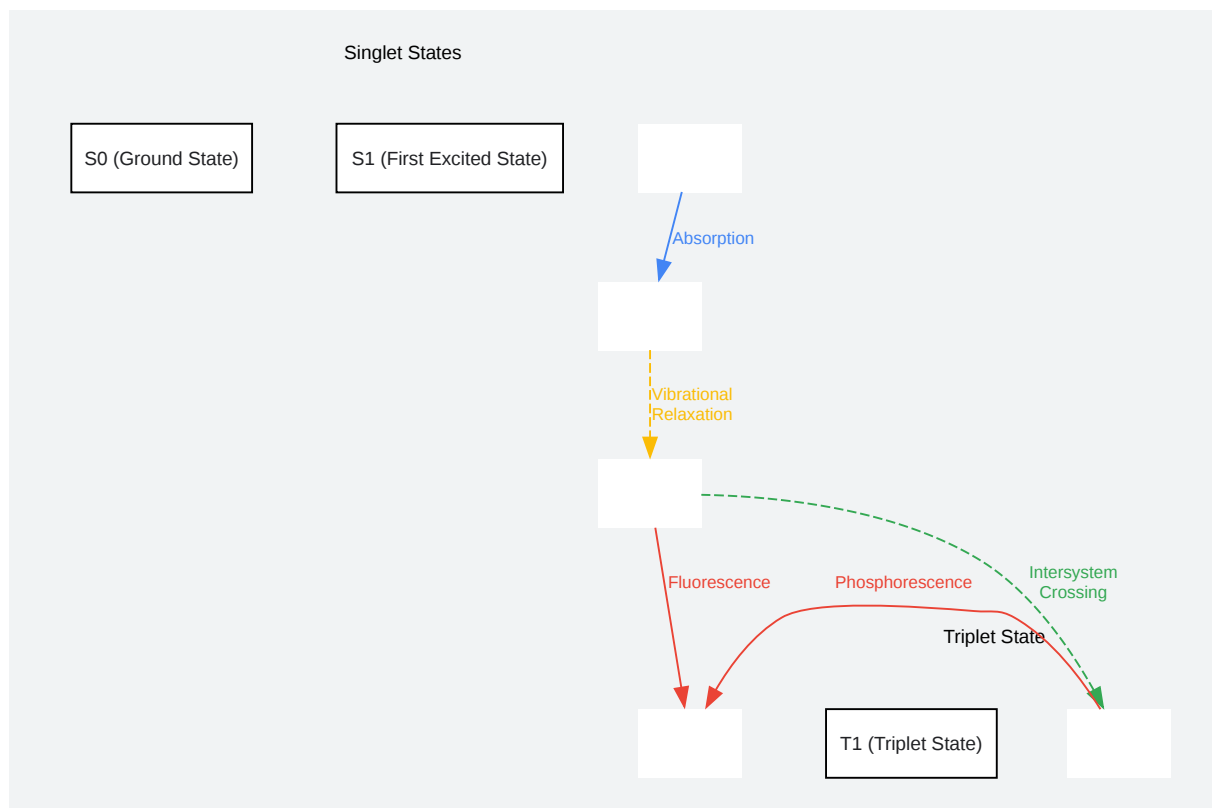 Singlet States
S0 (Ground State)
S1 (First Excited State)
Absorption
Vibrational
Relaxation
Fluorescence
Phosphorescence
Intersystem
Crossing
Triplet State
T1 (Triplet State)